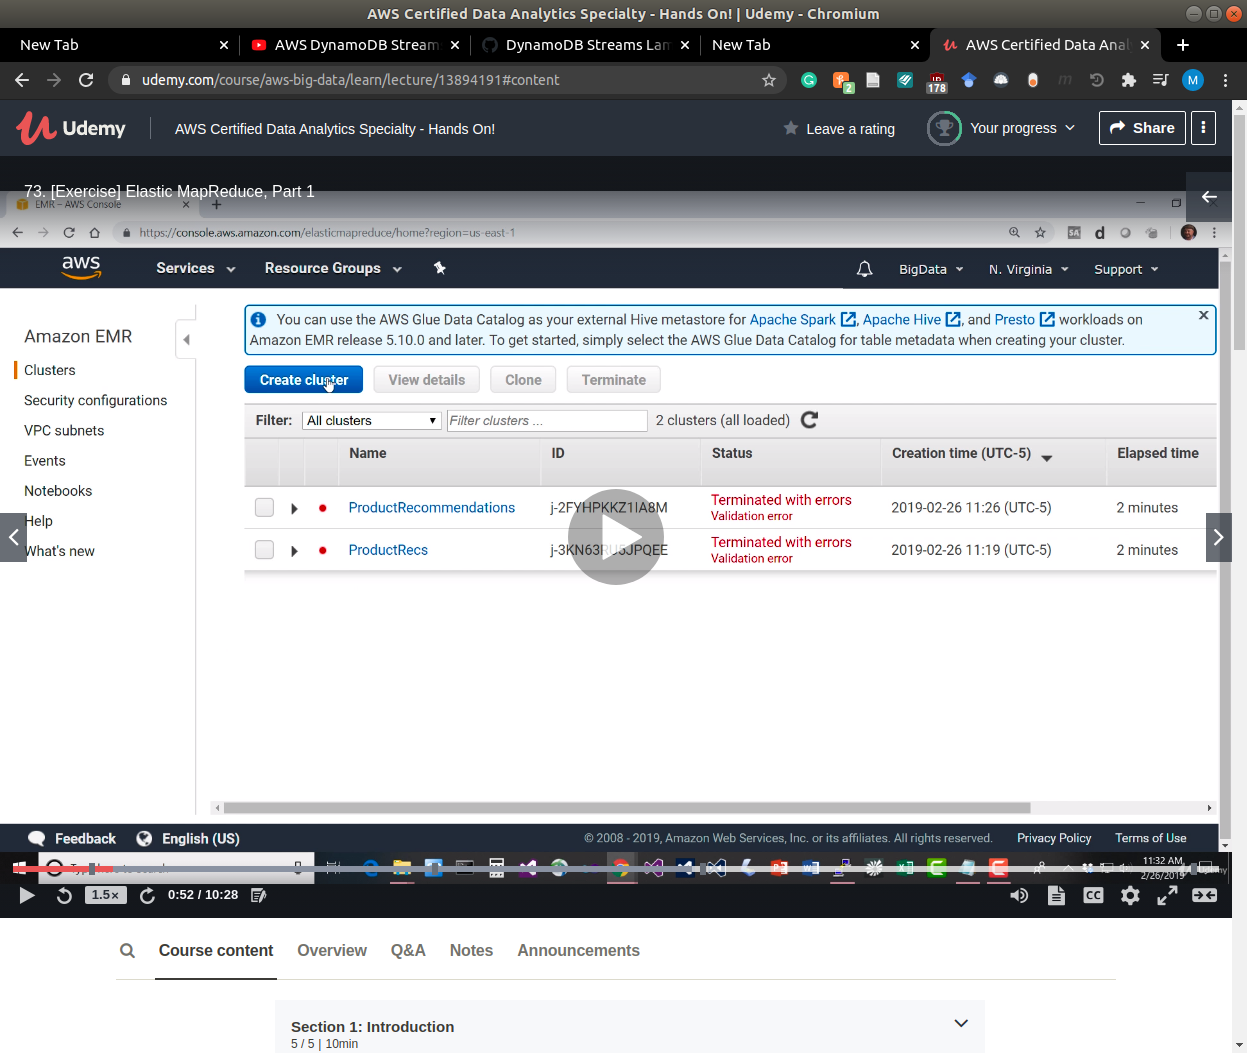 AWS Certified Data Analytics Specialty - Hands On! | Udemy - Chromium
New Tab
AWS DynamoDB Stream
DynamoDB Streams Lam
New Tab
AWS Certified Data Anal
udemy.com/course/aws-big-data/learn/lecture/13894191#content
2
178
M
Udemy
AWS Certified Data Analytics Specialty - Hands On!
Leave a rating
Your progress
Share
73. [Exercise] Elastic MapReduce, Part 1
EMR – AWS Console
https://console.aws.amazon.com/elasticmapreduce/home?region=us-east-1
SA
d
aws
Services
Resource Groups
BigData
N. Virginia
Support
Amazon EMR
Clusters
Security configurations
VPC subnets
Events
Notebooks
Help
What's new
You can use the AWS Glue Data Catalog as your external Hive metastore for Apache Spark, Apache Hive, and Presto workloads on
Amazon EMR release 5.10.0 and later. To get started, simply select the AWS Glue Data Catalog for table metadata when creating your cluster.
Create cluster
View details
Clone
Terminate
Filter:
All clusters
Filter clusters ...
2 clusters (all loaded)
Name ID Status Creation time (UTC-5) Elapsed time
ProductRecommendations j-2FYHPKKZ1IA8M Terminated with errors 2019-02-26 11:26 (UTC-5) 2 minutes
Validation error
ProductRecs j-3KN63RU5JPQEE Terminated with errors 2019-02-26 11:19 (UTC-5) 2 minutes
Validation error
Feedback
English (US)
© 2008 - 2019, Amazon Web Services, Inc. or its affiliates. All rights reserved.
Privacy Policy
Terms of Use
11:32 AM
2/26/2019
1.5×
0:52 / 10:28
CC
Course content
Overview
Q&A
Notes
Announcements
Section 1: Introduction
5 / 5 | 10min